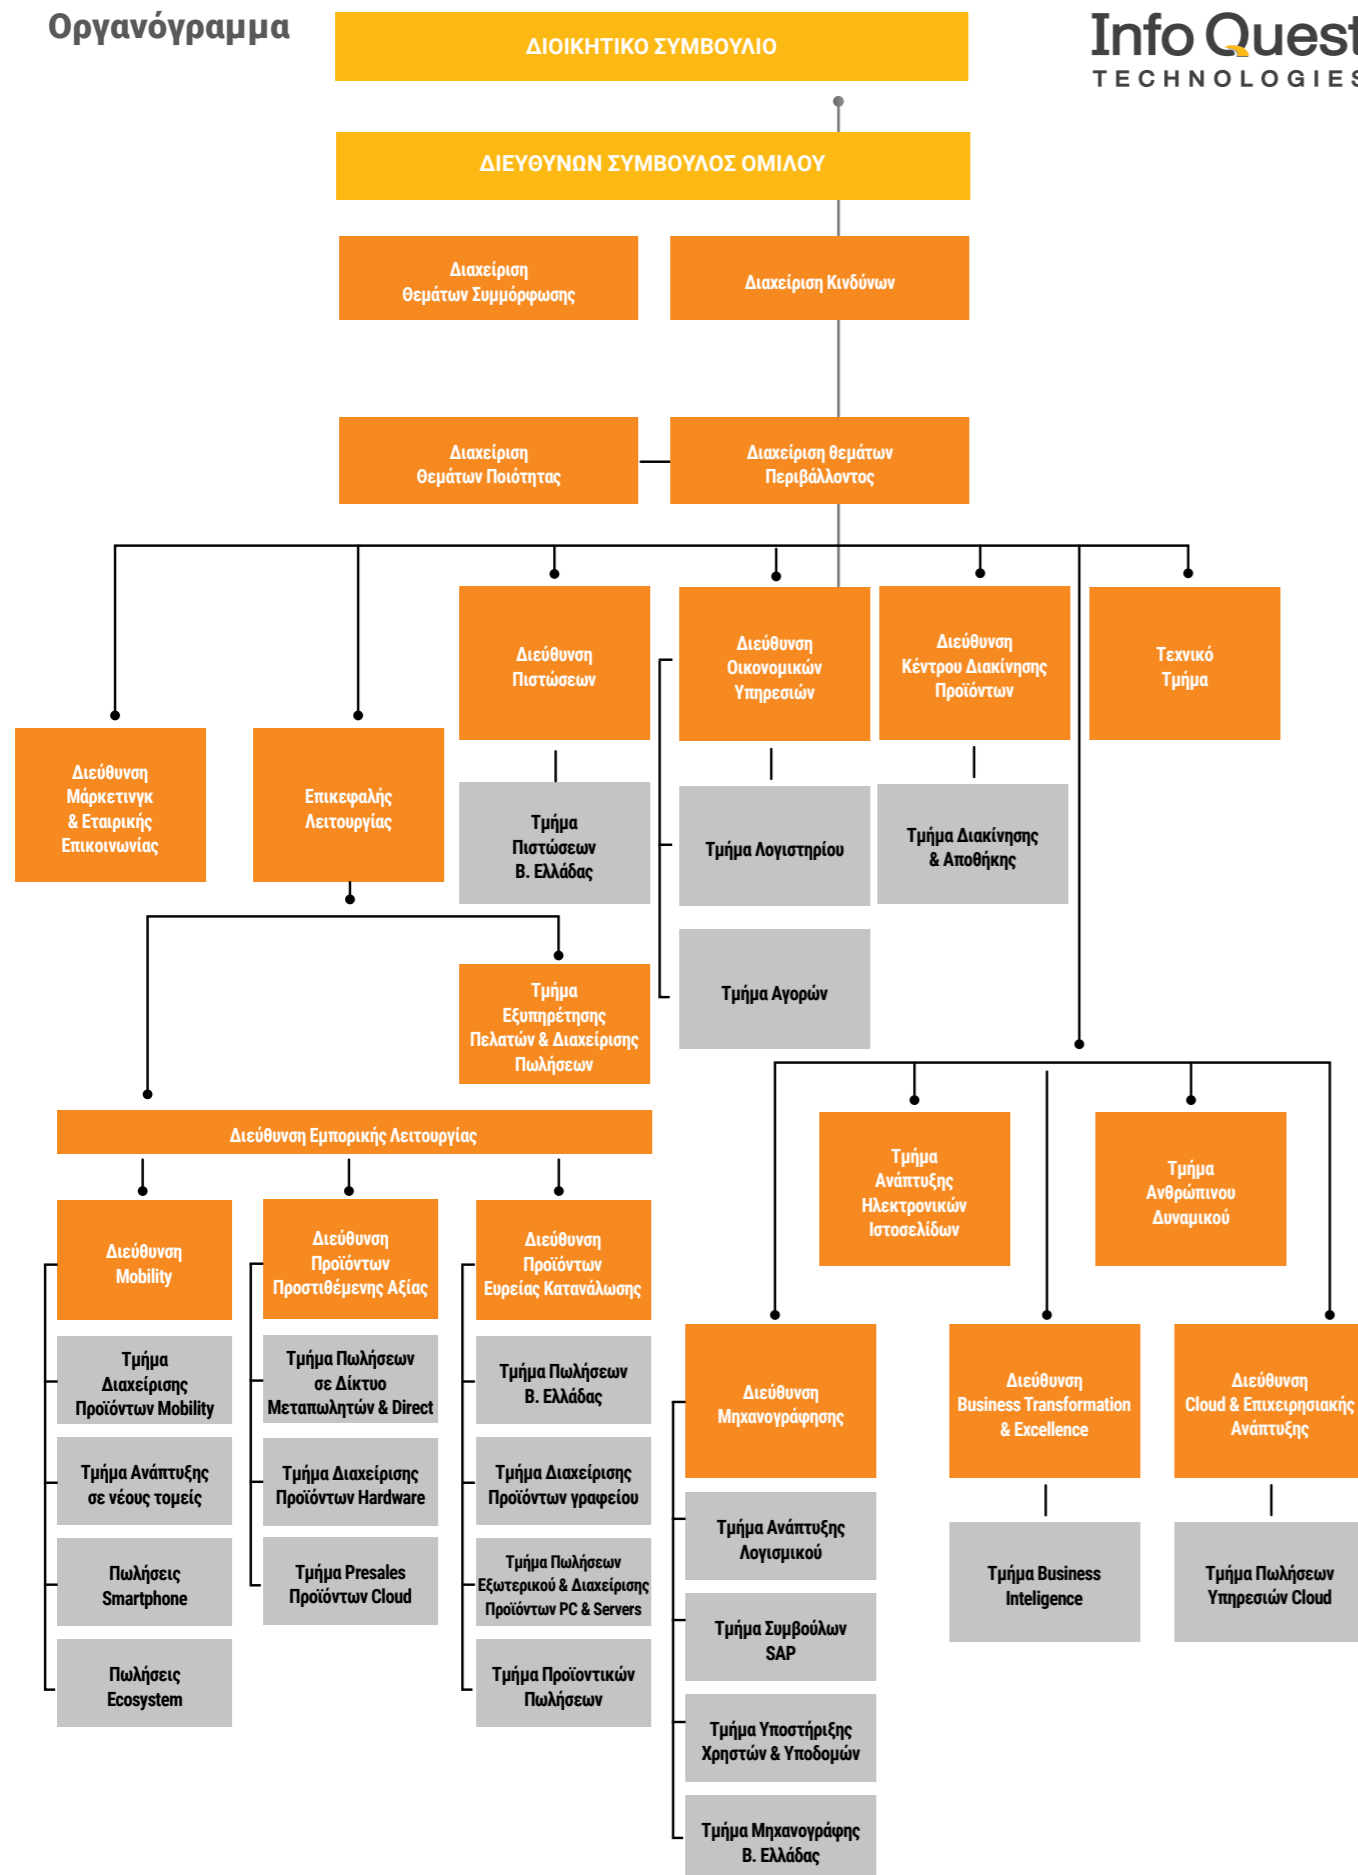 Οργανόγραμμα
Info Quest
TECHNOLOGIES
ΔΙΟΙΚΗΤΙΚΟ ΣΥΜΒΟΥΛΙΟ
ΔΙΕΥΘΥΝΩΝ ΣΥΜΒΟΥΛΟΣ ΟΜΙΛΟΥ
Διαχείριση
Θεμάτων Συμμόρφωσης
Διαχείριση Κινδύνων
Διαχείριση
Θεμάτων Ποιότητας
Διαχείριση θεμάτων
Περιβάλλοντος
Διεύθυνση
Πιστώσεων
Διεύθυνση
Οικονομικών
Υπηρεσιών
Διεύθυνση
Κέντρου Διακίνησης
Προϊόντων
Τεχνικό
Τμήμα
Διεύθυνση
Μάρκετινγκ
& Εταιρικής
Επικοινωνίας
Επικεφαλής
Λειτουργίας
Τμήμα
Πιστώσεων
Β. Ελλάδας
Τμήμα Λογιστηρίου
Τμήμα Διακίνησης
& Αποθήκης
Τμήμα Αγορών
Τμήμα
Εξυπηρέτησης
Πελατών & Διαχείρισης
Πωλήσεων
Διεύθυνση Εμπορικής Λειτουργίας
Τμήμα
Ανάπτυξης
Ηλεκτρονικών
Ιστοσελίδων
Τμήμα
Ανθρώπινου
Δυναμικού
Διεύθυνση
Mobility
Διεύθυνση
Προϊόντων
Προστιθέμενης Αξίας
Διεύθυνση
Προϊόντων
Ευρείας Κατανάλωσης
Τμήμα
Διαχείρισης
Προϊόντων Mobility
Τμήμα Πωλήσεων
σε Δίκτυο
Μεταπωλητών & Direct
Τμήμα Πωλήσεων
Β. Ελλάδας
Διεύθυνση
Μηχανογράφησης
Διεύθυνση
Business Transformation
& Excellence
Διεύθυνση
Cloud & Επιχειρησιακής
Ανάπτυξης
Τμήμα Ανάπτυξης
σε νέους τομείς
Τμήμα Διαχείρισης
Προϊόντων Hardware
Τμήμα Διαχείρισης
Προϊόντων γραφείου
Τμήμα Ανάπτυξης
Λογισμικού
Πωλήσεις
Smartphone
Τμήμα Presales
Προϊόντων Cloud
Τμήμα Πωλήσεων
Εξωτερικού & Διαχείρισης
Προϊόντων PC & Servers
Τμήμα Business
Inteligence
Τμήμα Πωλήσεων
Υπηρεσιών Cloud
Τμήμα Συμβούλων
SAP
Πωλήσεις
Ecosystem
Τμήμα Προϊοντικών
Πωλήσεων
Τμήμα Υποστήριξης
Χρηστών & Υποδομών
Τμήμα Μηχανογράφης
Β. Ελλάδας